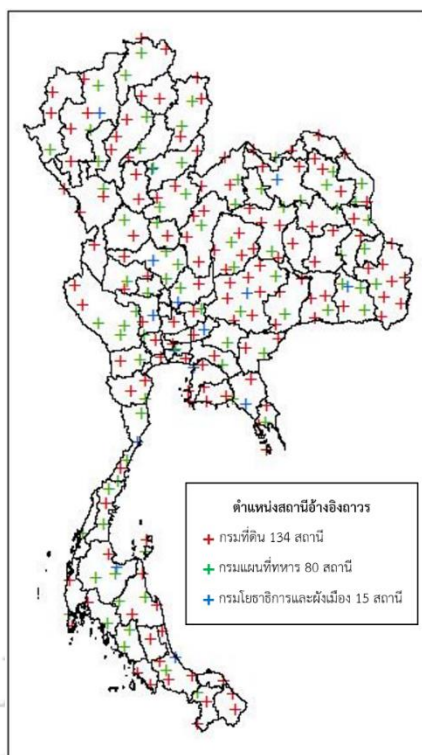 ตำแหน่งสถานีอ้างอิงถาวร
กรมที่ดิน 134 สถานี
กรมแผนที่ทหาร 80 สถานี
กรมโยธาธิการและผังเมือง 15 สถานี